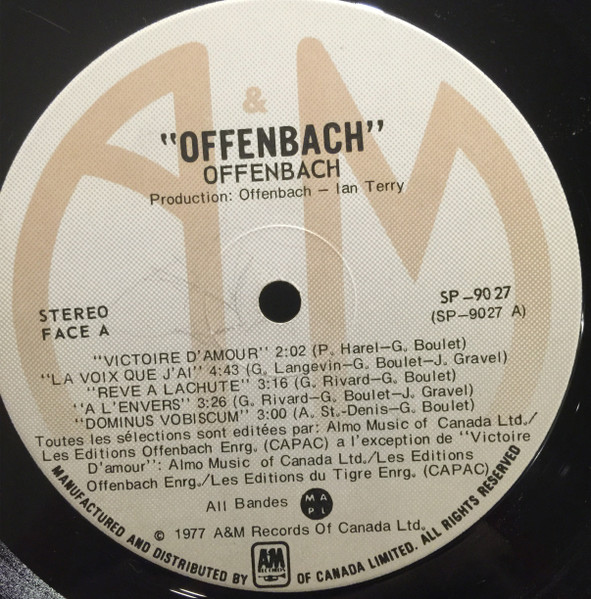 A & M
"OFFENBACH"
OFFENBACH
Production: Offenbach – Ian Terry
STEREO
FACE A
SP–9027
(SP–9027 A)
"VICTOIRE D'AMOUR" 2:02 (P. Harel–G. Boulet)
"LA VOIX QUE J'AI" 4:43 (G. Langevin–G. Boulet–J. Gravel)
"REVE A LACHUTE" 3:16 (G. Rivard–G. Boulet)
"A L'ENVERS" 3:26 (G. Rivard–G. Boulet–J. Gravel)
"DOMINUS VOBISCUM" 3:00 (A. St.-Denis–G. Boulet)
Toutes les sélections sont editées par: Almo Music of Canada Ltd./
Les Editions Offenbach Enrg. (CAPAC) a l'exception de "Victoire
D'amour": Almo Music of Canada Ltd./Les Editions
Offenbach Enrg./Les Editions du Tigre Enrg. (CAPAC)
All Bandes MAPL
© 1977 A&M Records Of Canada Ltd.
MANUFACTURED AND DISTRIBUTED BY A&M RECORDS OF CANADA LIMITED. ALL RIGHTS RESERVED